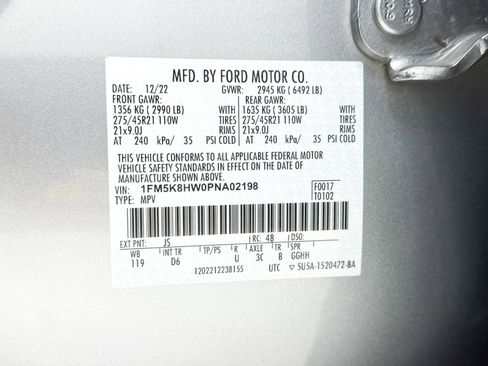 MFD. BY FORD MOTOR CO.
DATE: 12/22 GVWR: 2945 KG ( 6492 LB)
FRONT GAWR: REAR GAWR:
1356 KG ( 2990 LB) WITH 1635 KG ( 3605 LB) WITH
275/45R21 110W TIRES 275/45R21 110W TIRES
21x9.0J RIMS 21x9.0J RIMS
AT 240 kPa/ 35 PSI COLD AT 240 kPa/ 35 PSI COLD
THIS VEHICLE CONFORMS TO ALL APPLICABLE FEDERAL MOTOR
VEHICLE SAFETY STANDARDS IN EFFECT ON THE DATE OF
MANUFACTURE SHOWN ABOVE.
VIN: 1FM5K8HW0PNA02198 F0017
TYPE: MPV T0102
EXT PNT: JS RC: 48 DSO:
WB INT TR TP/PS R AXLE TR SPR
119 D6 U 3C B GGHH
1202212238155 UTC ▽ 5U5A-1520472-BA